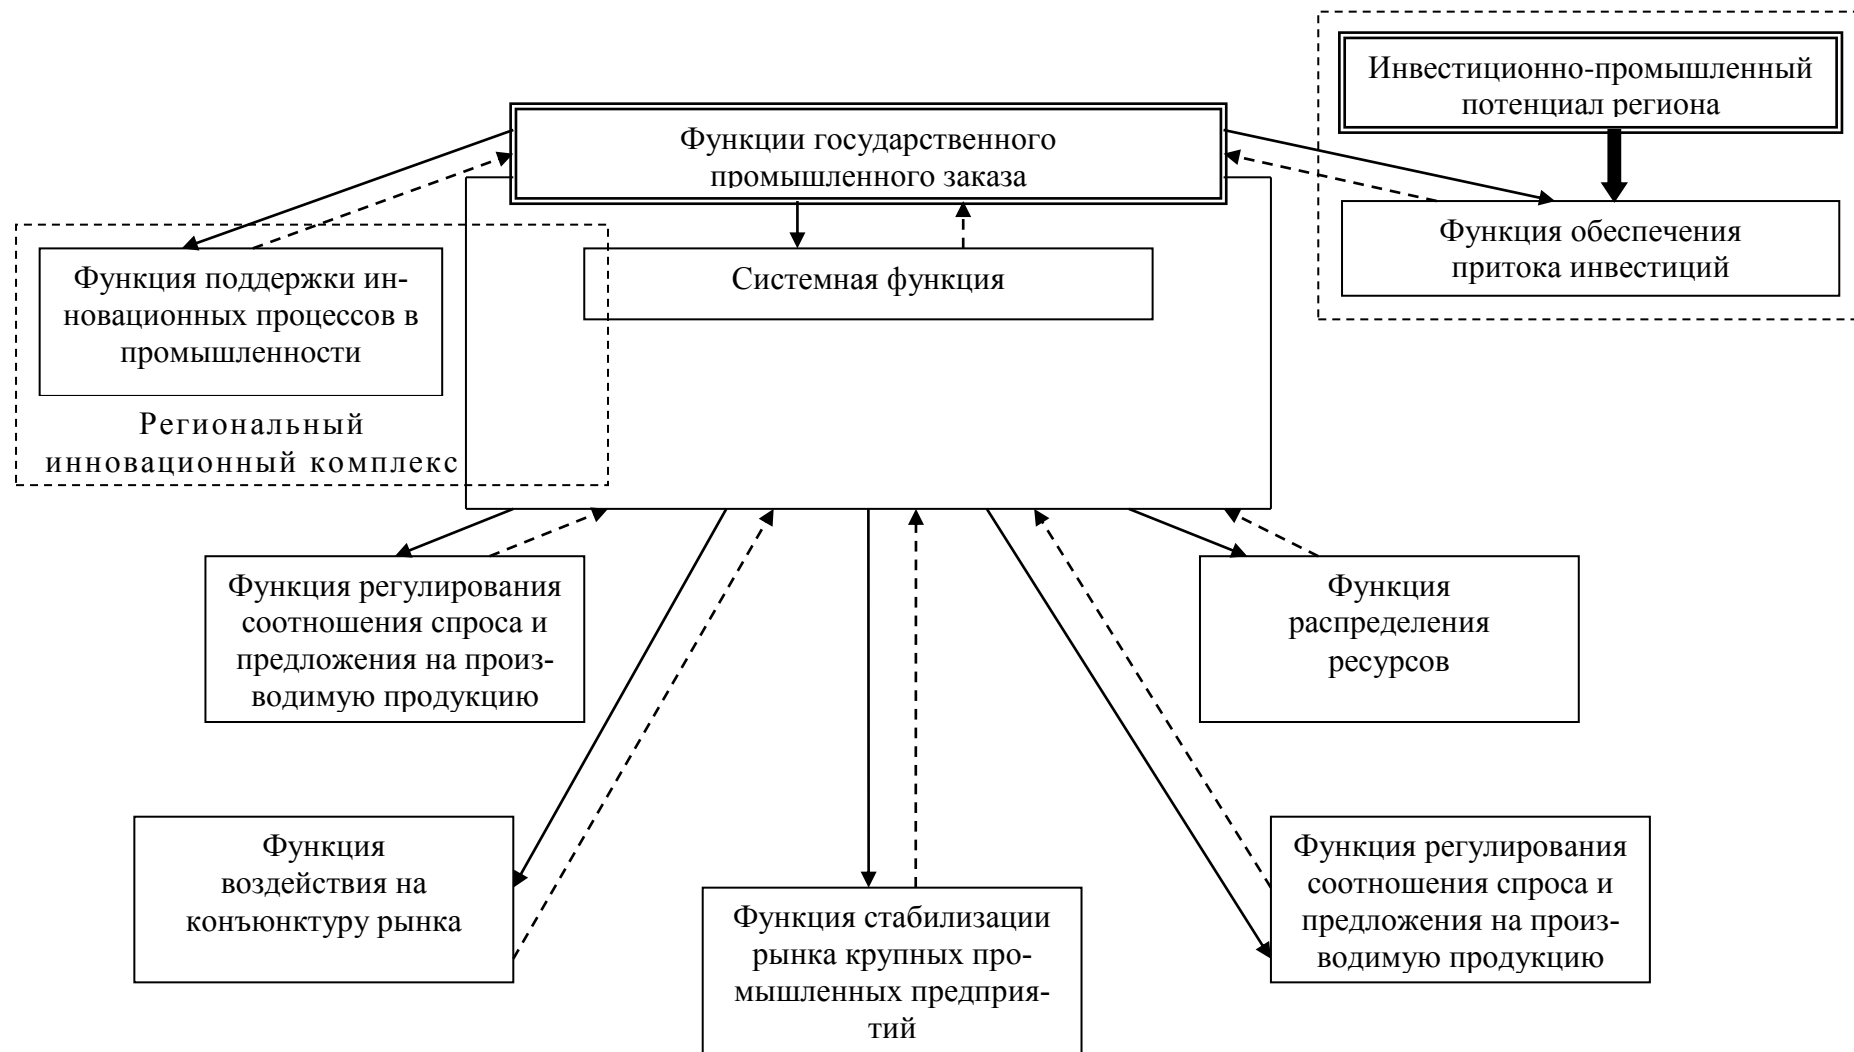 Инвестиционно-промышленный
потенциал региона
Функции государственного
промышленного заказа
Функция обеспечения
притока инвестиций
Функция поддержки ин-
новационных процессов в
промышленности
Системная функция
Региональный
инновационный комплекс
Функция регулирования
соотношения спроса и
предложения на произ-
водимую продукцию
Функция
распределения
ресурсов
Функция
воздействия на
конъюнктуру рынка
Функция стабилизации
рынка крупных про-
мышленных предприя-
тий
Функция регулирования
соотношения спроса и
предложения на произ-
водимую продукцию